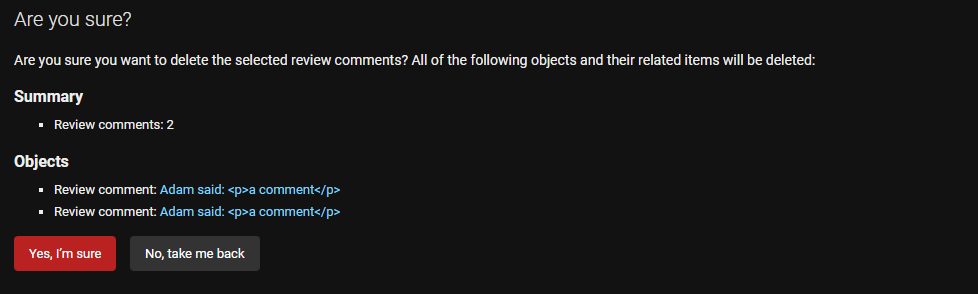 Are you sure?
Are you sure you want to delete the selected review comments? All of the following objects and their related items will be deleted:
Summary
Review comments: 2
Objects
Review comment: Adam said: <p>a comment</p>
Review comment: Adam said: <p>a comment</p>
Yes, I’m sure
No, take me back